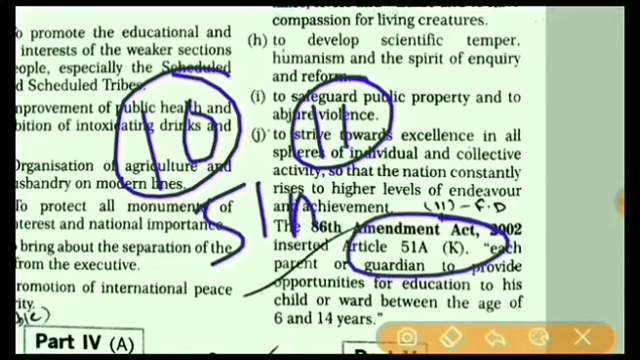 To promote the educational and
interests of the weaker sections
people, especially the Scheduled
d Scheduled Tribes.
mprovement of public health and
bition of intoxicating drinks and
Organisation of agriculture and
usbandry on modern lines.
To protect all monuments of
nterest and national importance.
bring about the separation of the
from the executive.
romotion of international peace
rity.
Part IV (A)
10
51A
compassion for living creatures.
(h) to develop scientific temper,
humanism and the spirit of enquiry
and reform.
(i) to safeguard public property and to
abjure violence.
(j) to strive towards excellence in all
spheres of individual and collective
activity, so that the nation constantly
rises to higher levels of endeavour
and achievement.
(11) - F.D
The 86th Amendment Act, 2002
inserted Article 51A (K). "each
parent or guardian to provide
opportunities for education to his
child or ward between the age of
6 and 14 years."
11